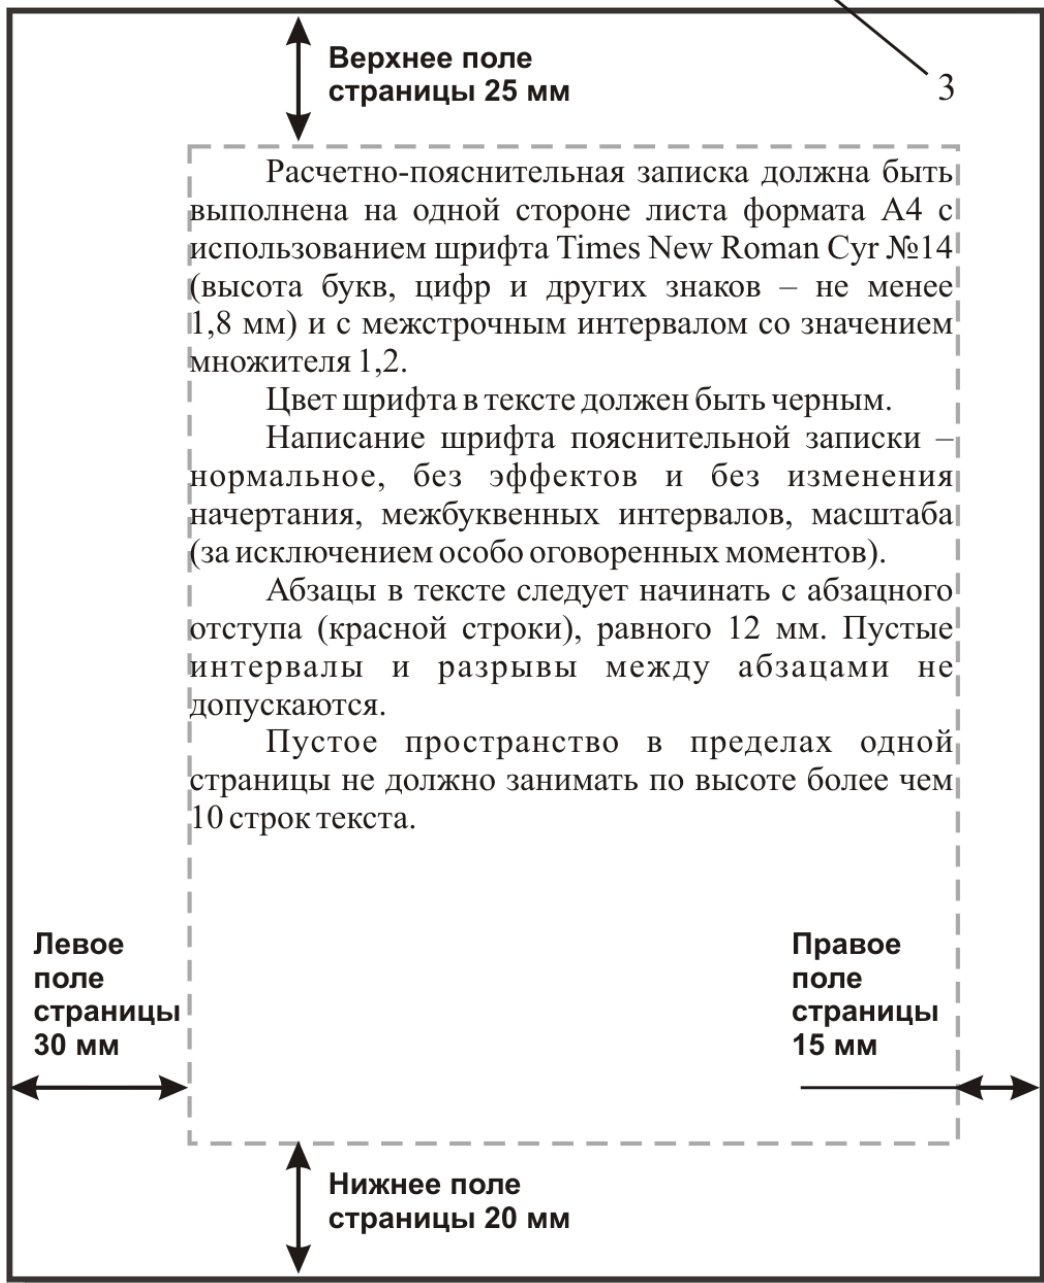 Верхнее поле
страницы 25 мм
3
Расчетно-пояснительная записка должна быть
выполнена на одной стороне листа формата А4 с
использованием шрифта Times New Roman Cyr №14
(высота букв, цифр и других знаков – не менее
1,8 мм) и с межстрочным интервалом со значением
множителя 1,2.
Цвет шрифта в тексте должен быть черным.
Написание шрифта пояснительной записки –
нормальное, без эффектов и без изменения
начертания, межбуквенных интервалов, масштаба
(за исключением особо оговоренных моментов).
Абзацы в тексте следует начинать с абзацного
отступа (красной строки), равного 12 мм. Пустые
интервалы и разрывы между абзацами не
допускаются.
Пустое пространство в пределах одной
страницы не должно занимать по высоте более чем
10 строк текста.
Левое
поле
страницы
30 мм
Правое
поле
страницы
15 мм
Нижнее поле
страницы 20 мм